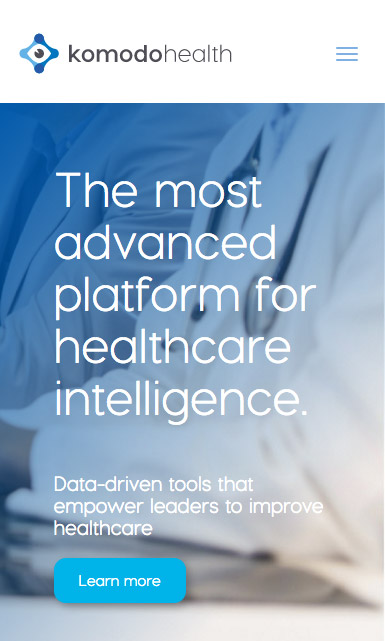 komodohealth
The most
advanced
platform for
healthcare
intelligence.
Data-driven tools that
empower leaders to improve
healthcare
Learn more